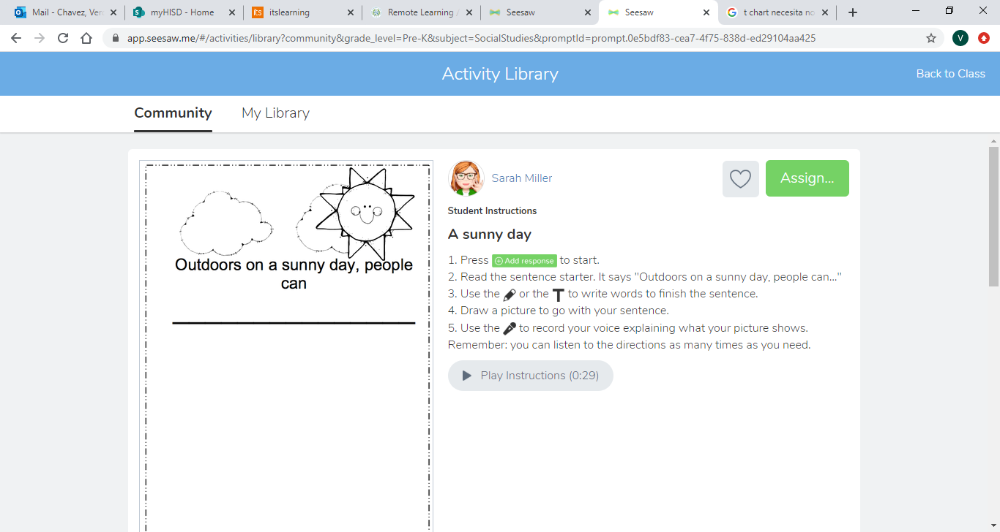 Mail - Chavez, Ver
myHISD - Home
itslearning
Remote Learning /
Seesaw
Seesaw
t chart necesita no
app.seesaw.me/#/activities/library?community&grade_level=Pre-K&subject=SocialStudies&promptId=prompt.0e5bdf83-cea7-4f75-838d-ed29104aa425
V
Activity Library
Back to Class
Community
My Library
Outdoors on a sunny day, people
can
Sarah Miller
Assign...
Student Instructions
A sunny day
1. Press Add response to start.
2. Read the sentence starter. It says "Outdoors on a sunny day, people can..."
3. Use the or the T to write words to finish the sentence.
4. Draw a picture to go with your sentence.
5. Use the to record your voice explaining what your picture shows.
Remember: you can listen to the directions as many times as you need.
Play Instructions (0:29)